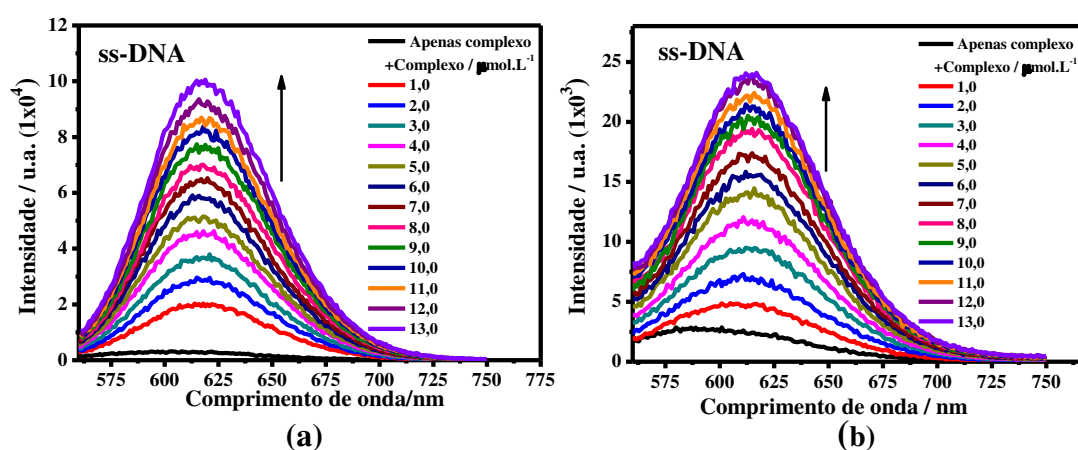 ss-DNA
Apenas complexo
+Complexo / μmol.L⁻¹
1,0
2,0
3,0
4,0
5,0
6,0
7,0
8,0
9,0
10,0
11,0
12,0
13,0
12
10
8
6
4
2
0
Intensidade / u.a. (1x10⁴)
575 600 625 650 675 700 725 750 775
Comprimento de onda/nm
(a)
ss-DNA
Apenas complexo
+Complexo / μmol.L⁻¹
1,0
2,0
3,0
4,0
5,0
6,0
7,0
8,0
9,0
10,0
11,0
12,0
13,0
25
20
15
10
5
0
Intensidade / u.a. (1x10³)
575 600 625 650 675 700 725 750
Comprimento de onda / nm
(b)